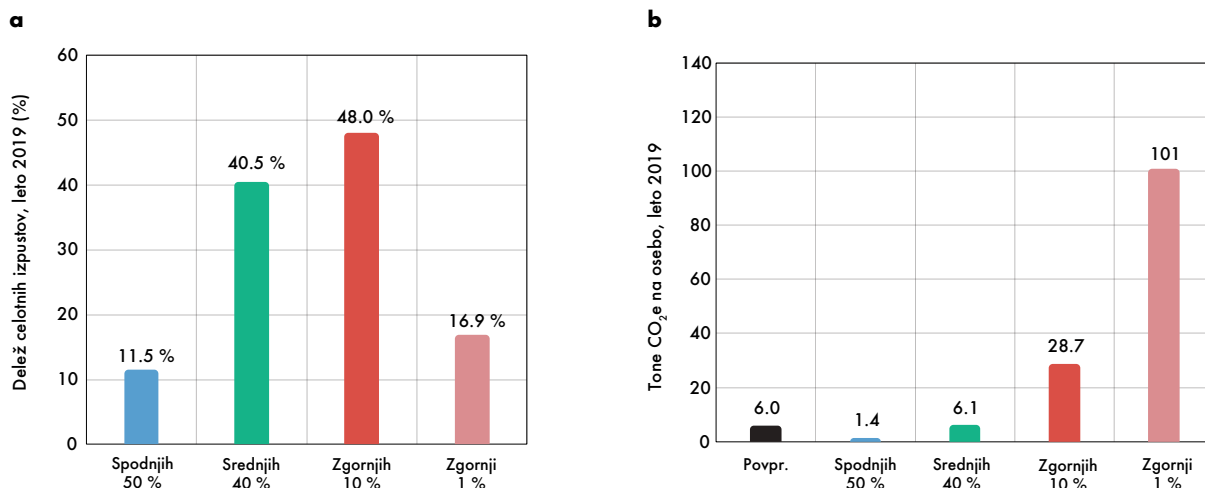 a
Delež celotnih izpustov, leto 2019 (%)
60
50
40
30
20
10
0
11.5 %
40.5 %
48.0 %
16.9 %
Spodnjih
50 %
Srednjih
40 %
Zgornjih
10 %
Zgornji
1 %
b
Tone CO₂e na osebo, leto 2019
140
120
100
80
60
40
20
0
6.0
1.4
6.1
28.7
101
Povpr.
Spodnjih
50 %
Srednjih
40 %
Zgornjih
10 %
Zgornji
1 %